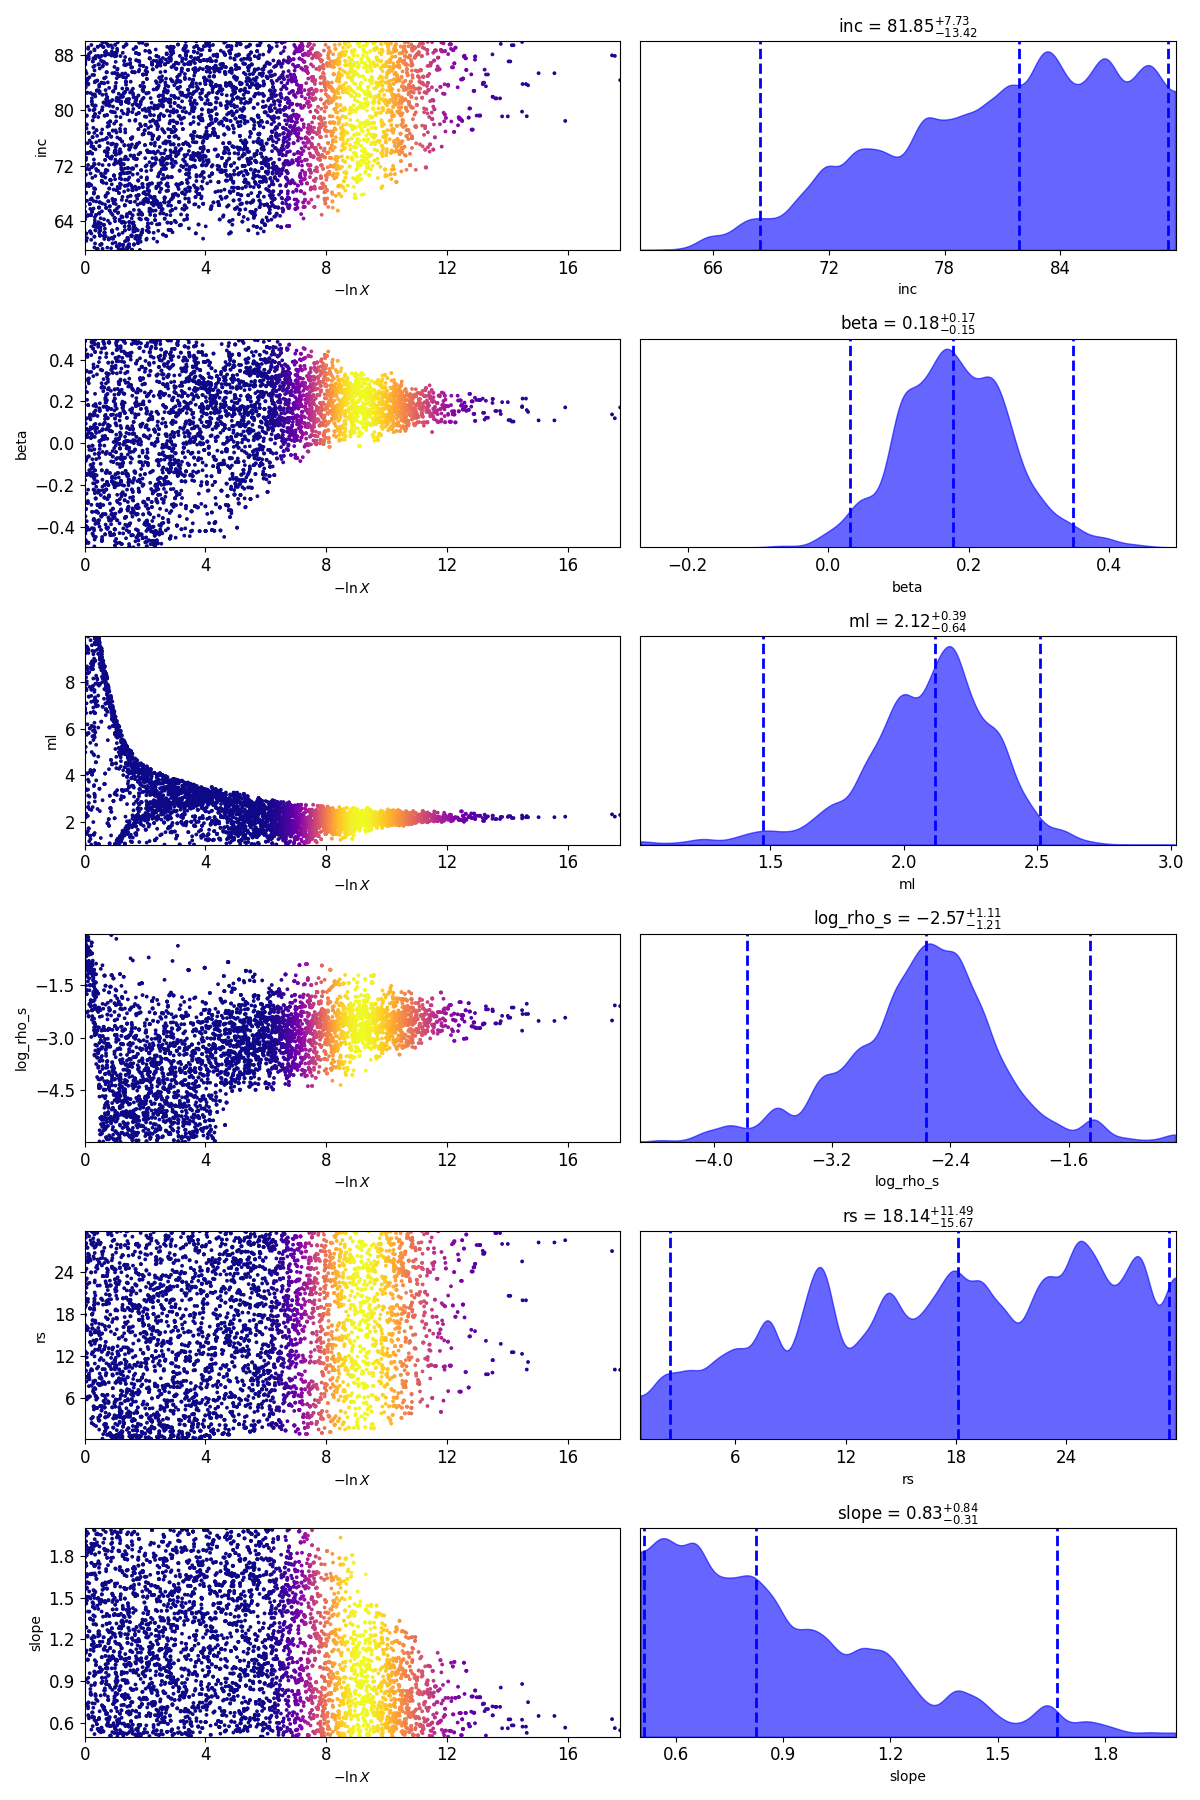 inc = 81.85+7.73−13.42
88
80
72
64
inc
0 4 8 12 16
−ln X
66 72 78 84
inc
beta = 0.18+0.17−0.15
0.4
0.2
0.0
−0.2
−0.4
beta
0 4 8 12 16
−ln X
−0.2 0.0 0.2 0.4
beta
ml = 2.12+0.39−0.64
8
6
4
2
ml
0 4 8 12 16
−ln X
1.5 2.0 2.5 3.0
ml
log_rho_s = −2.57+1.11−1.21
−1.5
−3.0
−4.5
log_rho_s
0 4 8 12 16
−ln X
−4.0 −3.2 −2.4 −1.6
log_rho_s
rs = 18.14+11.49−15.67
24
18
12
6
rs
0 4 8 12 16
−ln X
6 12 18 24
rs
slope = 0.83+0.84−0.31
1.8
1.5
1.2
0.9
0.6
slope
0 4 8 12 16
−ln X
0.6 0.9 1.2 1.5 1.8
slope